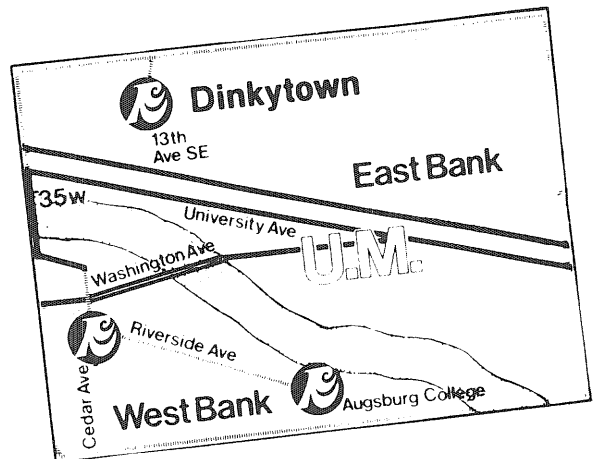 Dinkytown
13th
Ave SE
East Bank
35w
University Ave
Washington Ave
U.M.
Riverside Ave
Cedar Ave
West Bank
Augsburg College